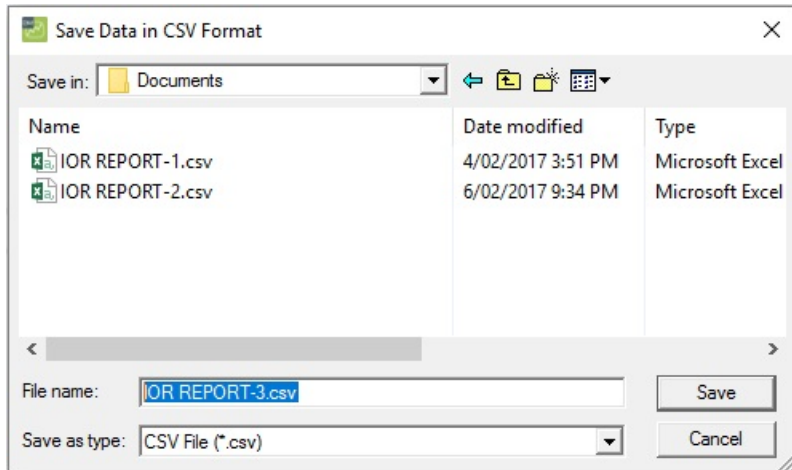 Save Data in CSV Format
Save in: Documents
Name Date modified Type
IOR REPORT-1.csv 4/02/2017 3:51 PM Microsoft Excel
IOR REPORT-2.csv 6/02/2017 9:34 PM Microsoft Excel
File name: IOR REPORT-3.csv Save
Save as type: CSV File (*.csv) Cancel